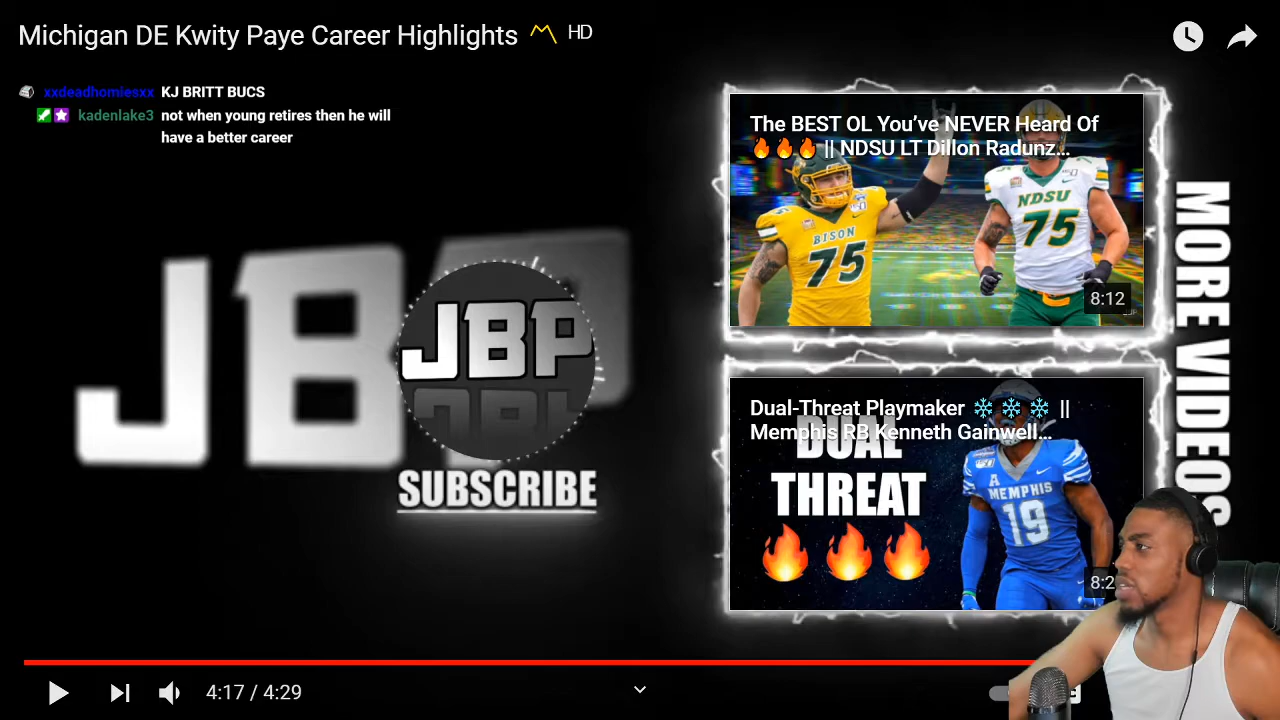 Michigan DE Kwity Paye Career Highlights HD
xxdeadhomiesxx KJ BRITT BUCS
kadenlake3 not when young retires then he will
have a better career
JBP
JBP
SUBSCRIBE
The BEST OL You’ve NEVER Heard Of
🔥🔥🔥 || NDSU LT Dillon Radunz...
BISON
75
NDSU
75
8:12
Dual-Threat Playmaker ❄️ ❄️ ❄️ ||
Memphis RB Kenneth Gainwell...
DUAL
THREAT
MEMPHIS
19
8:2
MORE VIDEOS
4:17 / 4:29